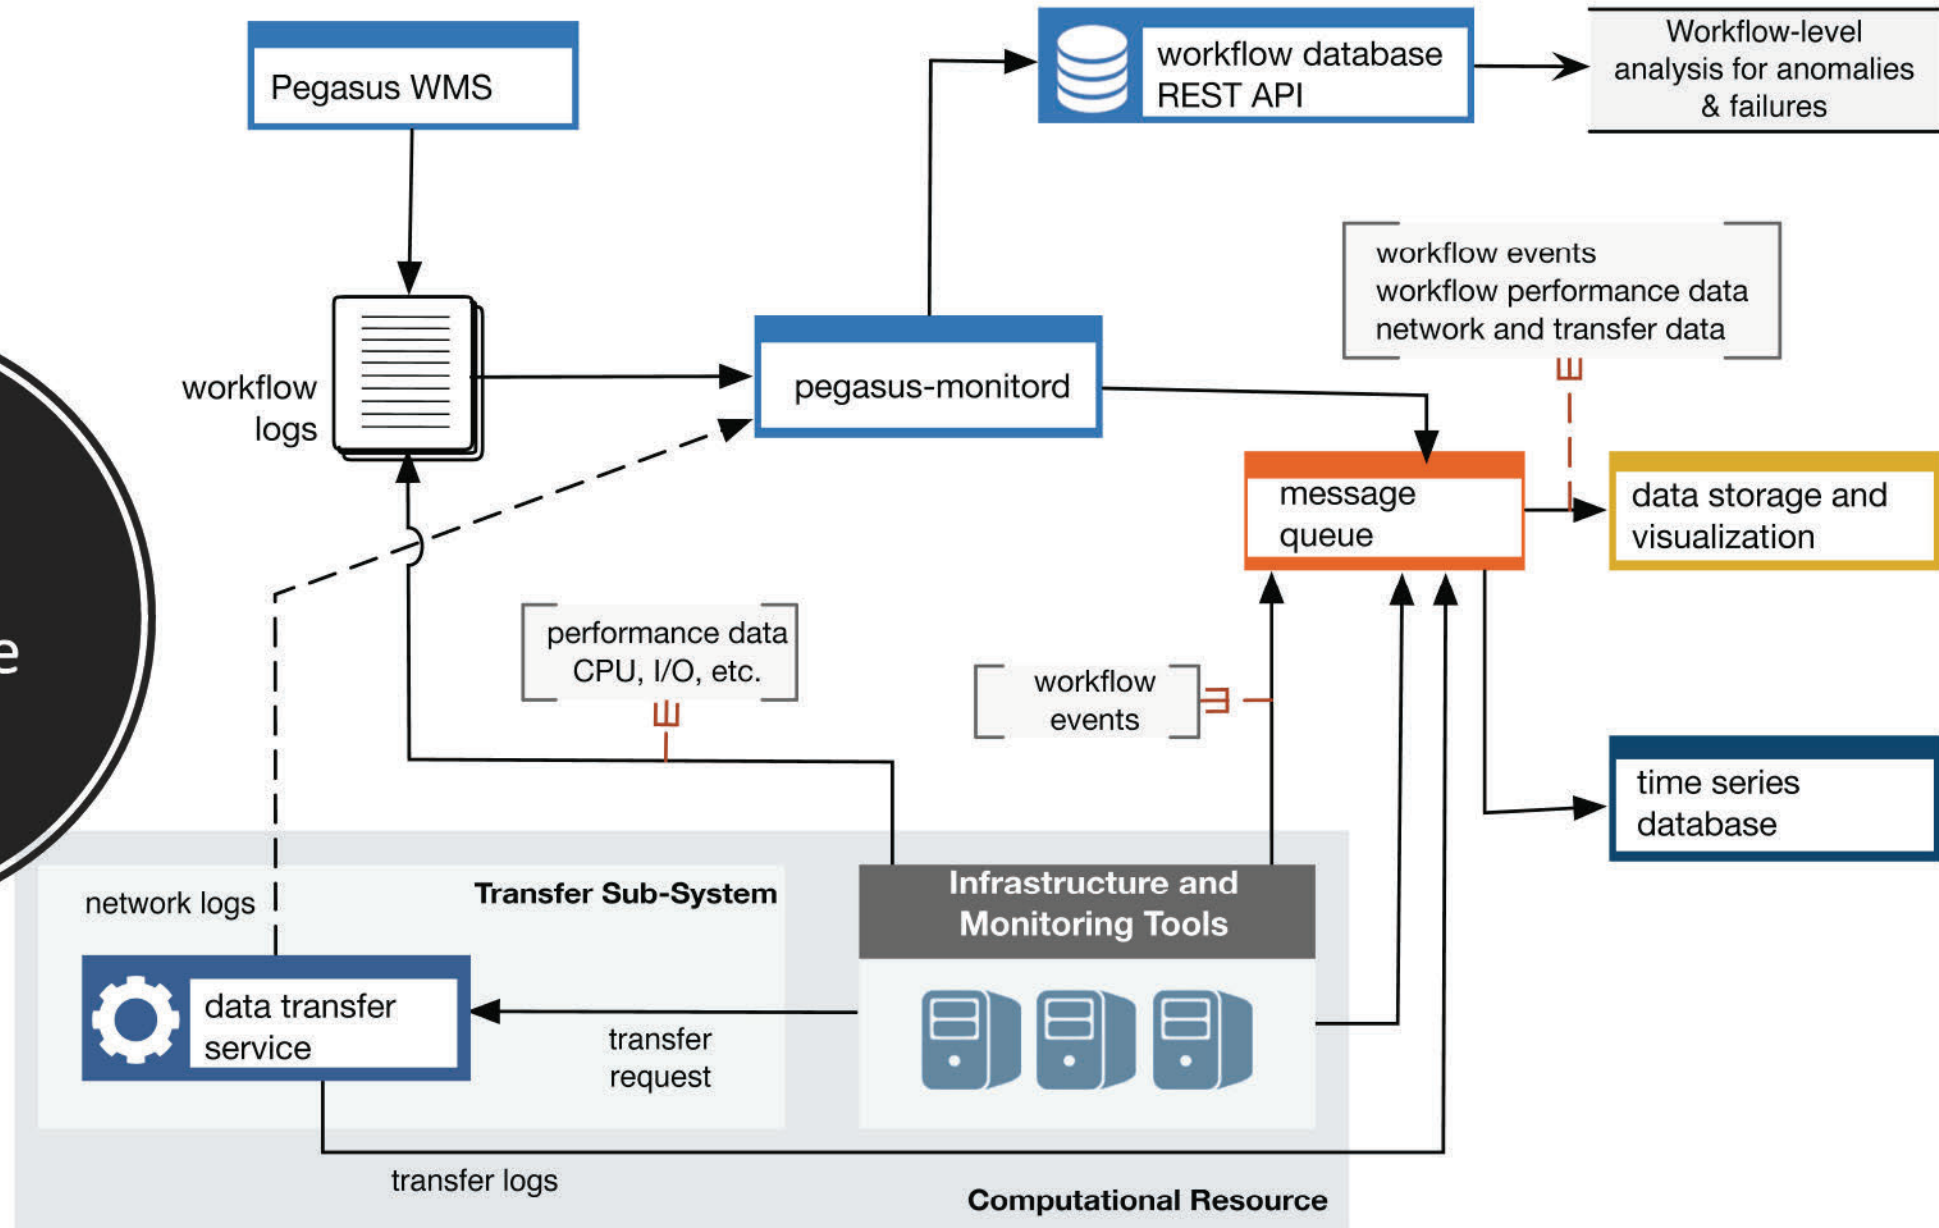 Pegasus WMS
workflow database
REST API
Workflow-level
analysis for anomalies
& failures
workflow events
workflow performance data
network and transfer data
workflow
logs
pegasus-monitord
message
queue
data storage and
visualization
performance data
CPU, I/O, etc.
workflow
events
time series
database
network logs
Transfer Sub-System
Infrastructure and
Monitoring Tools
data transfer
service
transfer
request
transfer logs
Computational Resource